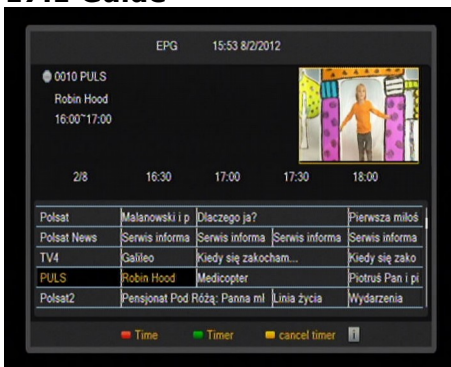 EPG 15:53 8/2/2012
0010 PULS
Robin Hood
16:00~17:00
2/8 16:30 17:00 17:30 18:00
Polsat Malanowski i p Dlaczego ja? Pierwsza miłoś
Polsat News Serwis informa Serwis informa Serwis informa Serwis informa
TV4 Galileo Kiedy się zakocham... Kiedy się zako
PULS Robin Hood Medicopter Piotruś Pan i pi
Polsat2 Pensjonat Pod Różą: Panna mł Linia życia Wydarzenia
Time Timer cancel timer i